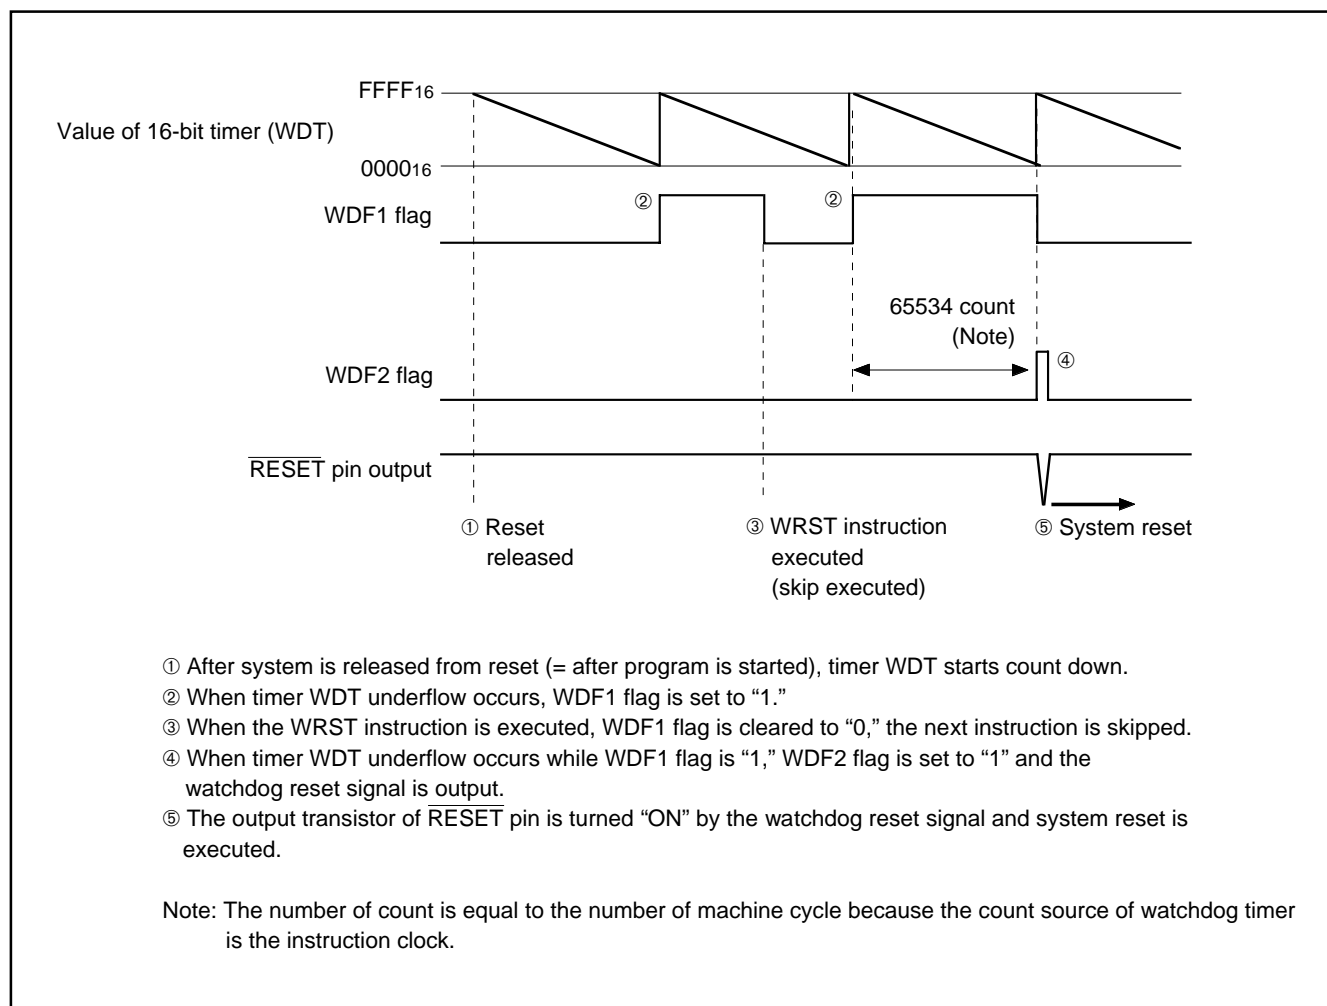 FFFF16
Value of 16-bit timer (WDT)
000016
② ②
WDF1 flag
65534 count
(Note)
④
WDF2 flag
RESET pin output
① Reset
released
③ WRST instruction
executed
(skip executed)
⑤ System reset
① After system is released from reset (= after program is started), timer WDT starts count down.
② When timer WDT underflow occurs, WDF1 flag is set to “1.”
③ When the WRST instruction is executed, WDF1 flag is cleared to “0,” the next instruction is skipped.
④ When timer WDT underflow occurs while WDF1 flag is “1,” WDF2 flag is set to “1” and the
watchdog reset signal is output.
⑤ The output transistor of RESET pin is turned “ON” by the watchdog reset signal and system reset is
executed.
Note: The number of count is equal to the number of machine cycle because the count source of watchdog timer
is the instruction clock.